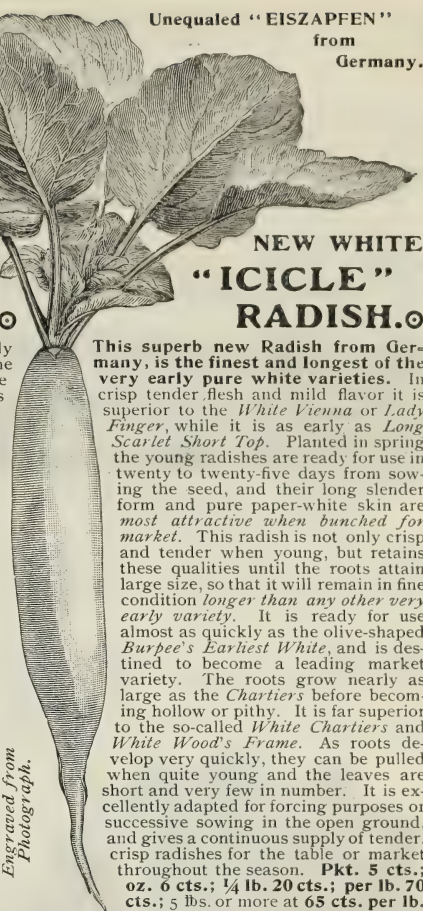 Unequaled "EISZAPFEN"
from
Germany.
NEW WHITE
"ICICLE"
RADISH.
This superb new Radish from Ger-
many, is the finest and longest of the
very early pure white varieties. In
crisp tender flesh and mild flavor it is
superior to the White Vienna or Lady
Finger, while it is as early as Long
Scarlet Short Top. Planted in spring
the young radishes are ready for use in
twenty to twenty-five days from sow-
ing the seed, and their long slender
form and pure paper-white skin are
most attractive when bunched for
market. This radish is not only crisp
and tender when young, but retains
these qualities until the roots attain
large size, so that it will remain in fine
condition longer than any other very
early variety. It is ready for use
almost as quickly as the olive-shaped
Burpee's Earliest White, and is des-
tined to become a leading market
variety. The roots grow nearly as
large as the Chartiers before becom-
ing hollow or pithy. It is far superior
to the so-called White Chartiers and
White Wood's Frame. As roots de-
velop very quickly, they can be pulled
when quite young and the leaves are
short and very few in number. It is ex-
cellently adapted for forcing purposes or
successive sowing in the open ground,
and gives a continuous supply of tender,
crisp radishes for the table or market
throughout the season. Pkt. 5 cts.;
oz. 6 cts.; ¼ lb. 20 cts.; per lb. 70
cts.; 5 lbs. or more at 65 cts. per lb.
Engraved from
Photograph.